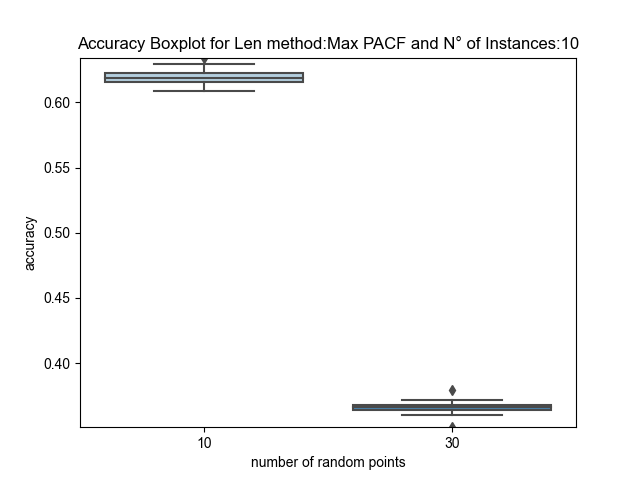 Accuracy Boxplot for Len method:Max PACF and N° of Instances:10
0.60
0.55
0.50
0.45
0.40
accuracy
10 30
number of random points